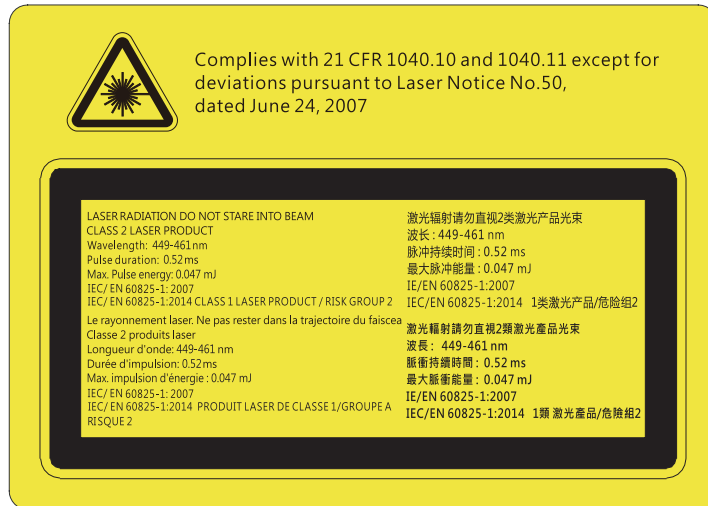 Complies with 21 CFR 1040.10 and 1040.11 except for
deviations pursuant to Laser Notice No.50,
dated June 24, 2007
LASER RADIATION DO NOT STARE INTO BEAM
CLASS 2 LASER PRODUCT
Wavelength: 449-461 nm
Pulse duration: 0.52 ms
Max. Pulse energy: 0.047 mJ
IEC/ EN 60825-1: 2007
IEC/ EN 60825-1:2014 CLASS 1 LASER PRODUCT / RISK GROUP 2
Le rayonnement laser. Ne pas rester dans la trajectoire du faiscea
Classe 2 produits laser
Longueur d'onde: 449-461 nm
Durée d'impulsion: 0.52 ms
Max. impulsion d'énergie : 0.047 mJ
IEC/ EN 60825-1: 2007
IEC/ EN 60825-1:2014 PRODUIT LASER DE CLASSE 1/GROUPE A
RISQUE 2
激光辐射请勿直视2类激光产品光束
波长 : 449-461 nm
脉冲持续时间 : 0.52 ms
最大脉冲能量 : 0.047 mJ
IE/EN 60825-1:2007
IEC/EN 60825-1:2014 1类激光产品/危险组2
激光輻射請勿直視2類激光產品光束
波長 : 449-461 nm
脈衝持續時間 : 0.52 ms
最大脈衝能量 : 0.047 mJ
IE/EN 60825-1:2007
IEC/EN 60825-1:2014 1類 激光產品/危險組2